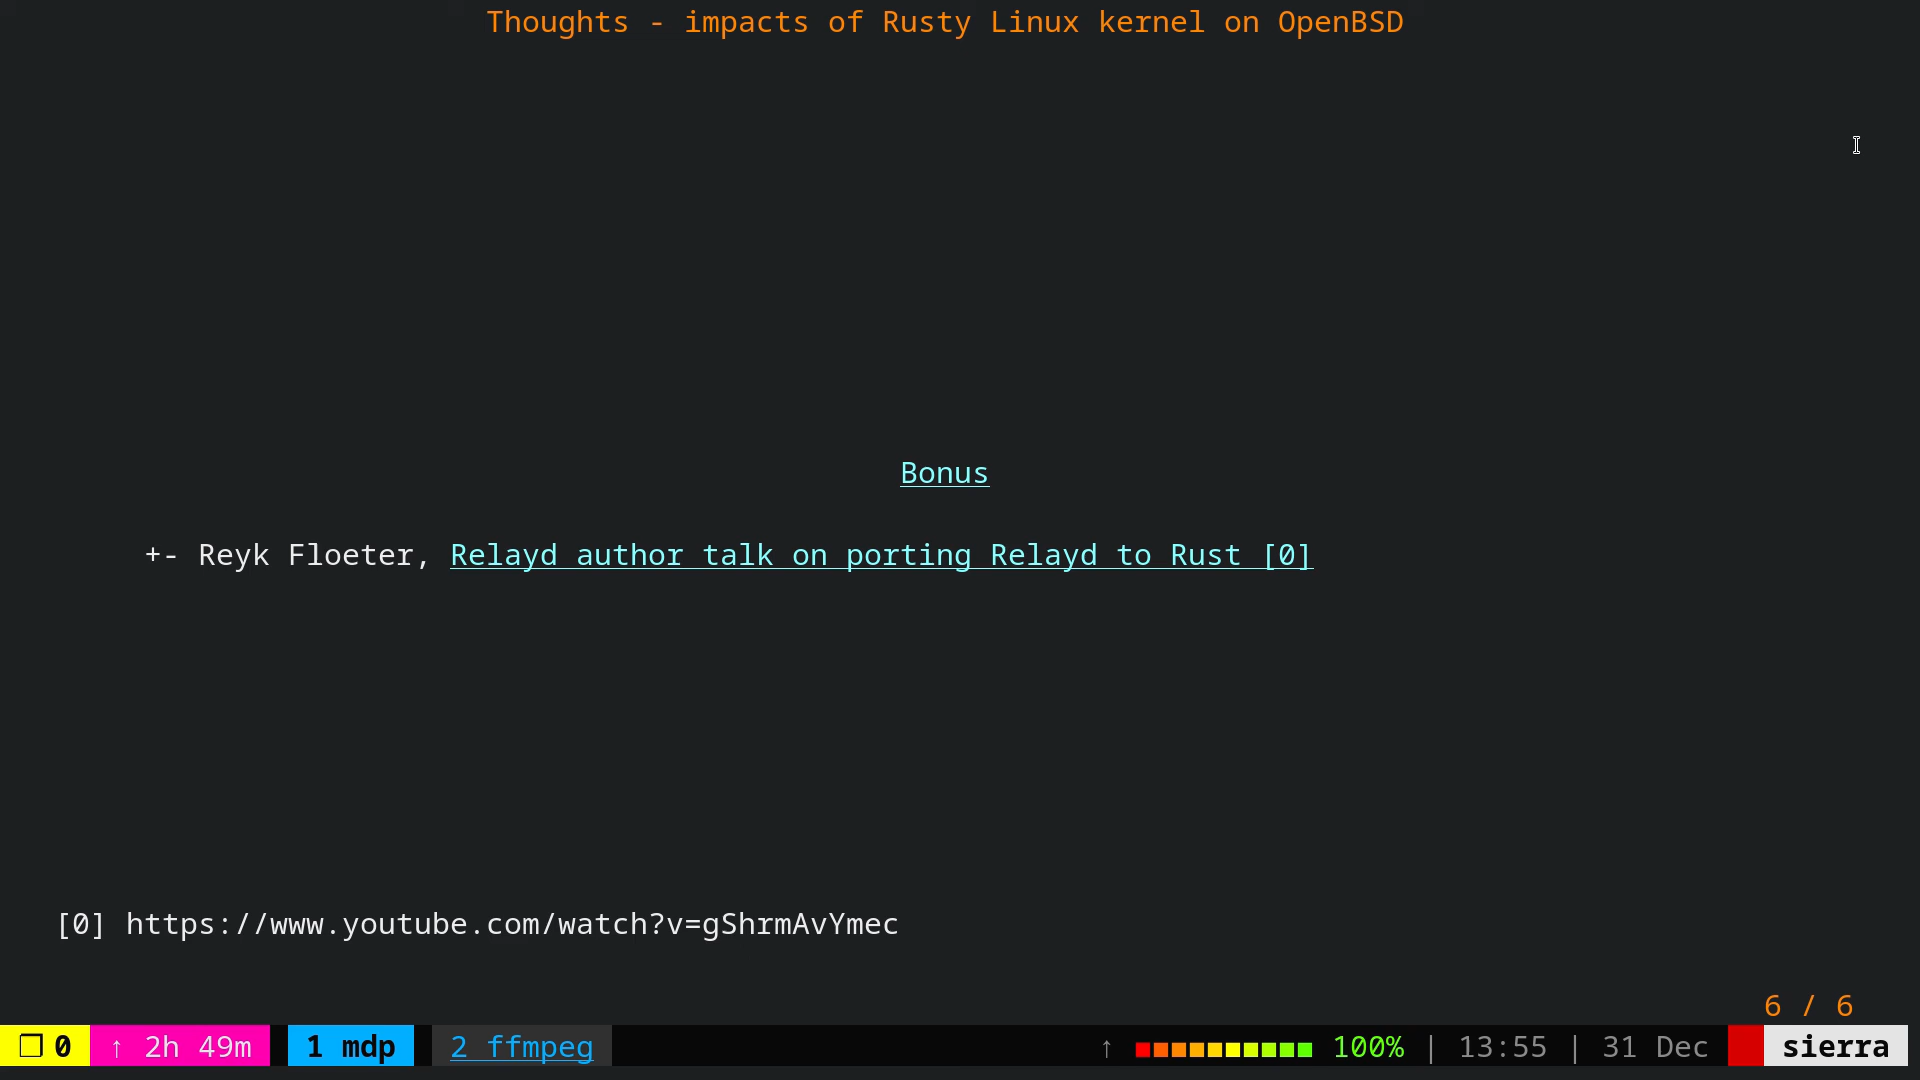 Thoughts - impacts of Rusty Linux kernel on OpenBSD
Bonus
+- Reyk Floeter, Relayd author talk on porting Relayd to Rust [0]
[0] https://www.youtube.com/watch?v=gShrmAvYmec
6 / 6
❐ 0 ↑ 2h 49m 1 mdp 2 ffmpeg ↑ 100% | 13:55 | 31 Dec sierra